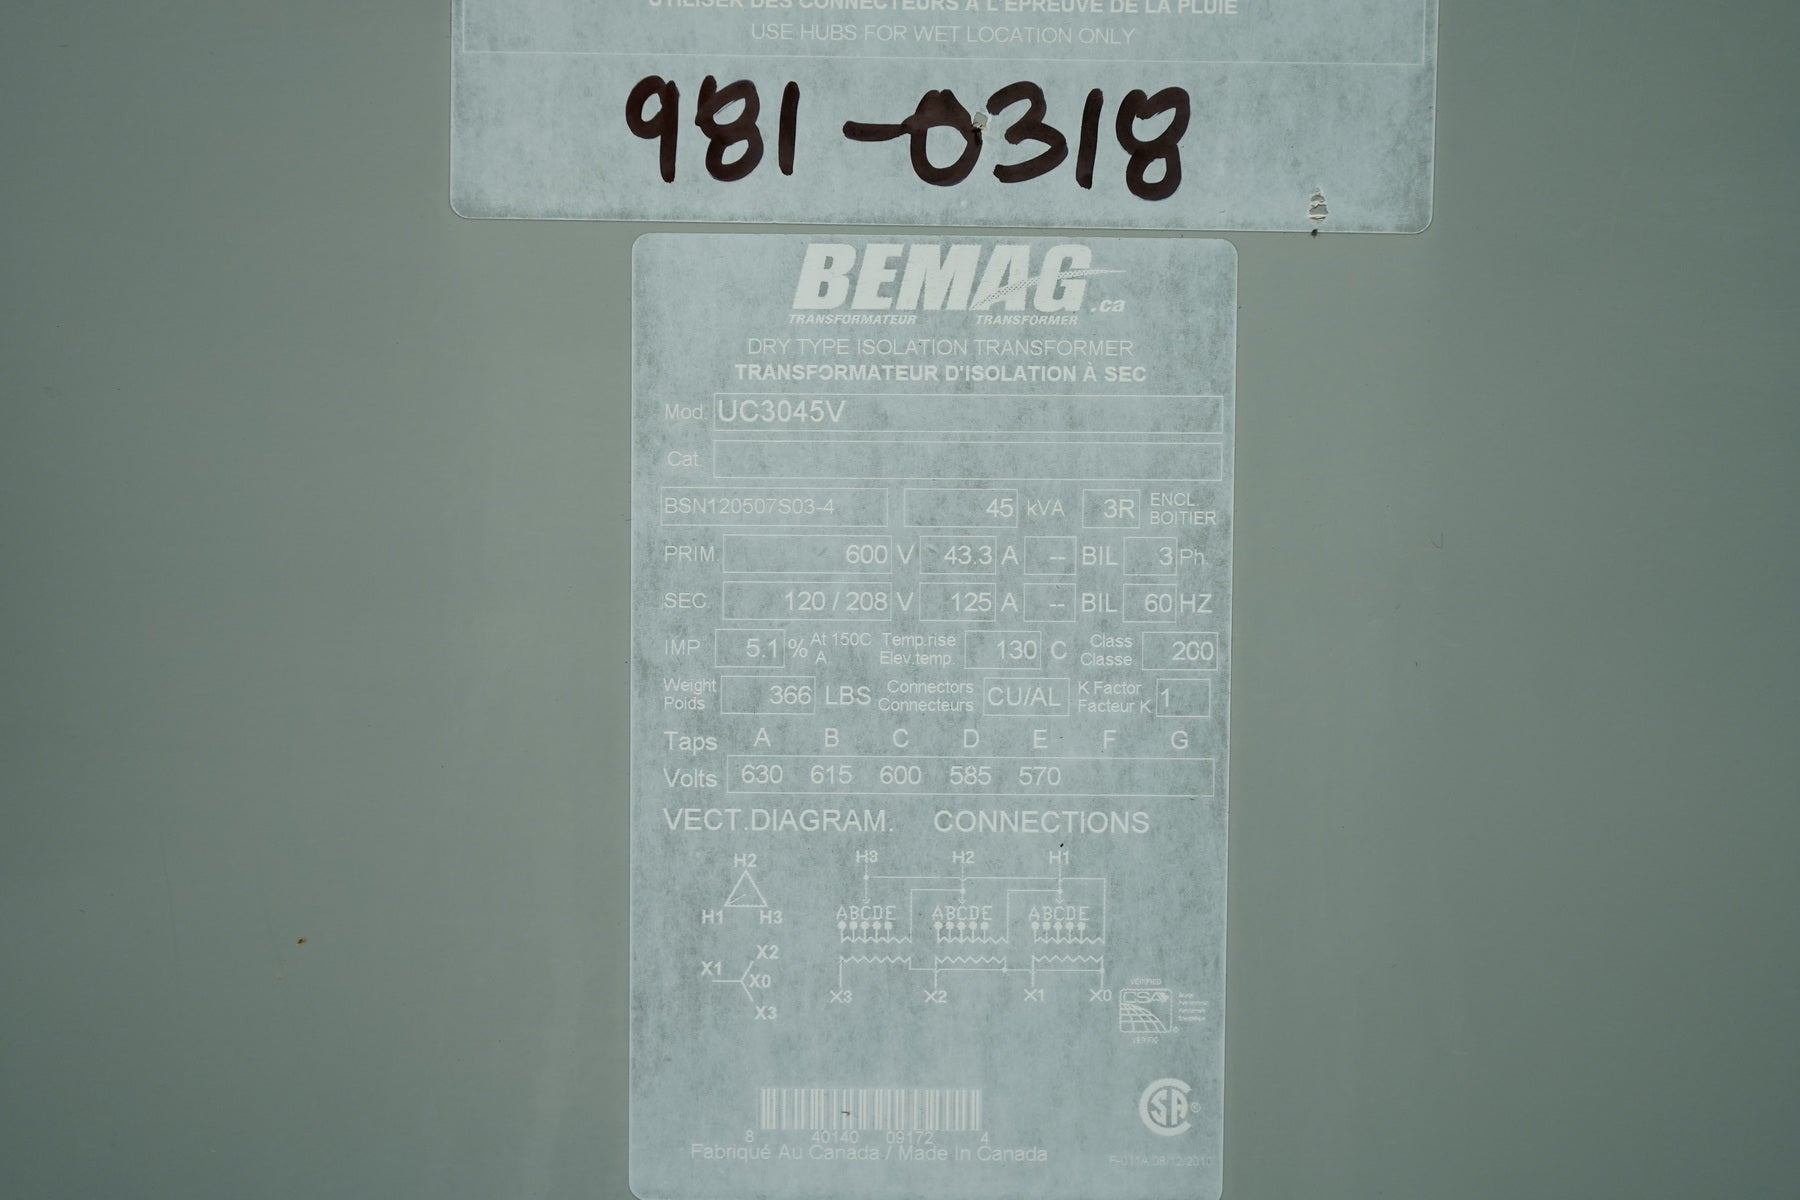 UTILISER DES CONNECTEURS À L'ÉPREUVE DE LA PLUIE
USE HUBS FOR WET LOCATION ONLY
981-0318
BEMAG.ca
TRANSFORMATEUR TRANSFORMER
DRY TYPE ISOLATION TRANSFORMER
TRANSFORMATEUR D'ISOLATION À SEC
Mod. UC3045V
Cat.
BSN120507S03-4 45 kVA 3R ENCL. BOITIER
PRIM. 600 V 43.3 A -- BIL 3 Ph.
SEC. 120 / 208 V 125 A -- BIL 60 HZ
IMP 5.1 % At 150C À Temp.rise Elev.temp. 130 C Class Classe 200
Weight Poids 366 LBS Connectors Connecteurs CU/AL K Factor Facteur K 1
Taps A B C D E F G
Volts 630 615 600 585 570
VECT.DIAGRAM. CONNECTIONS
H2
H1 H3
X2
X1 X0
X3
H3 H2 H1
ABCDE ABCDE ABCDE
X3 X2 X1 X0
VERIFIED
CSA
CSA
8 40140 09172 4
Fabriqué Au Canada / Made In Canada
F-011A 08/12/2010